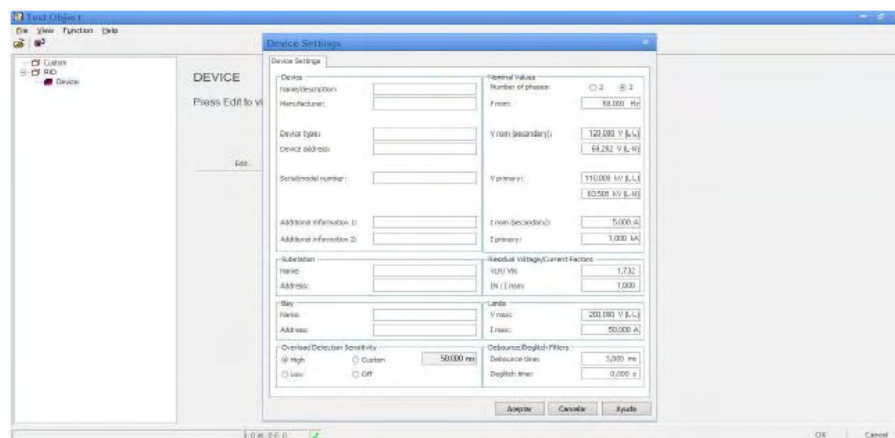 Test Object
File View Function Help
Custom
RIO
Device
DEVICE
Press Edit to vi
Edit
Device Settings
Device Settings
Device
Name/description:
Manufacturer:
Device type:
Device address:
Serial/model number:
Additional information 1:
Additional information 2:
Substation
Name:
Address:
Bay
Name:
Address:
Overload Detection Sensitivity
High
Custom
50,000 ms
Low
Off
Nominal Values
Number of phases:
2
3
f nom:
60,000 Hz
V nom (secondary):
120,000 V (L-L)
69,282 V (L-N)
V primary:
110,000 kV (L-L)
63,508 kV (L-N)
I nom (secondary):
5,000 A
I primary:
1,000 kA
Residual Voltage/Current Factors
VLN / VN:
1,732
IN / I nom:
1,000
Limits
V max:
200,000 V (L-L)
I max:
50,000 A
Debounce/Deglitch Filters
Debounce time:
3,000 ms
Deglitch time:
0,000 s
Aceptar
Cancelar
Ayuda
OK
Cancel